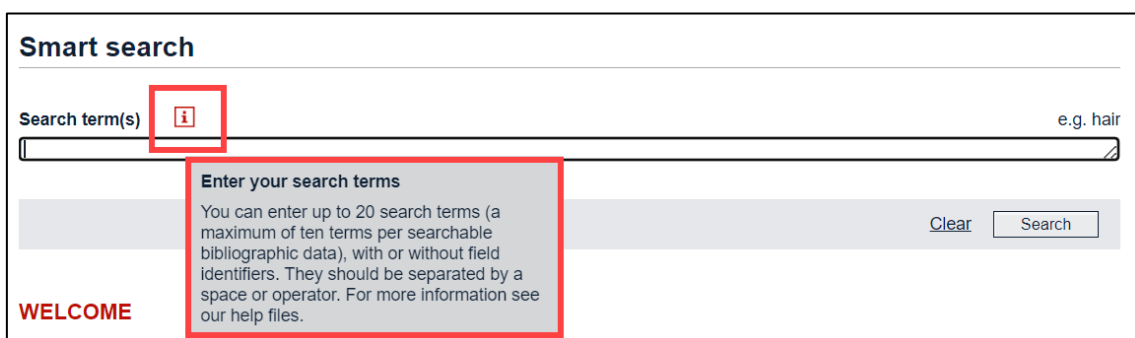 Smart search
Search term(s) i e.g. hair
Enter your search terms
You can enter up to 20 search terms (a
maximum of ten terms per searchable
bibliographic data), with or without field
identifiers. They should be separated by a
space or operator. For more information see
our help files.
Clear Search
WELCOME